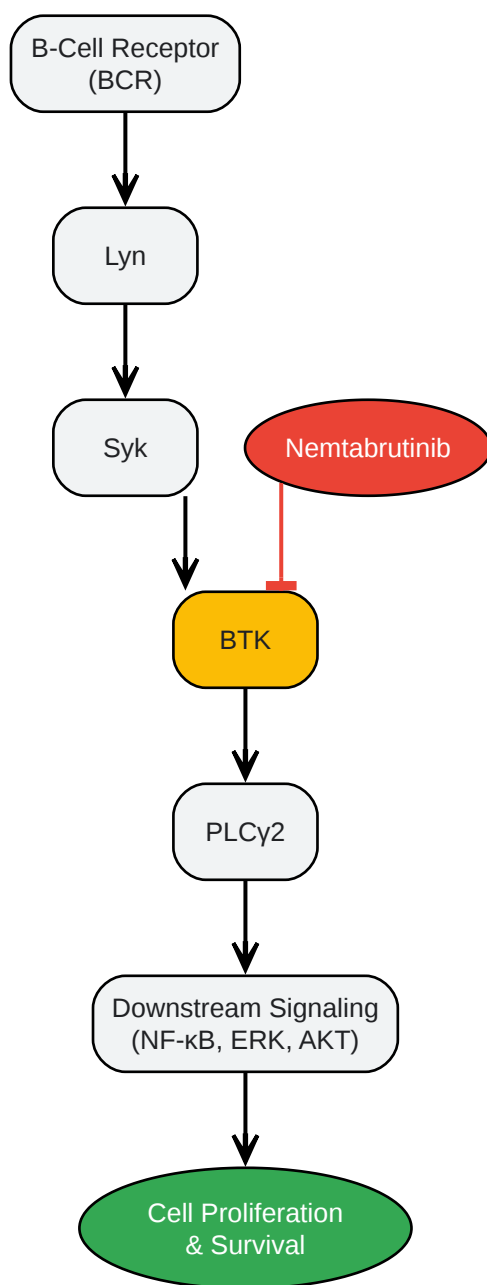 B-Cell Receptor
(BCR)
Lyn
Syk
Nemtabrutinib
BTK
PLCγ2
Downstream Signaling
(NF-κB, ERK, AKT)
Cell Proliferation
& Survival